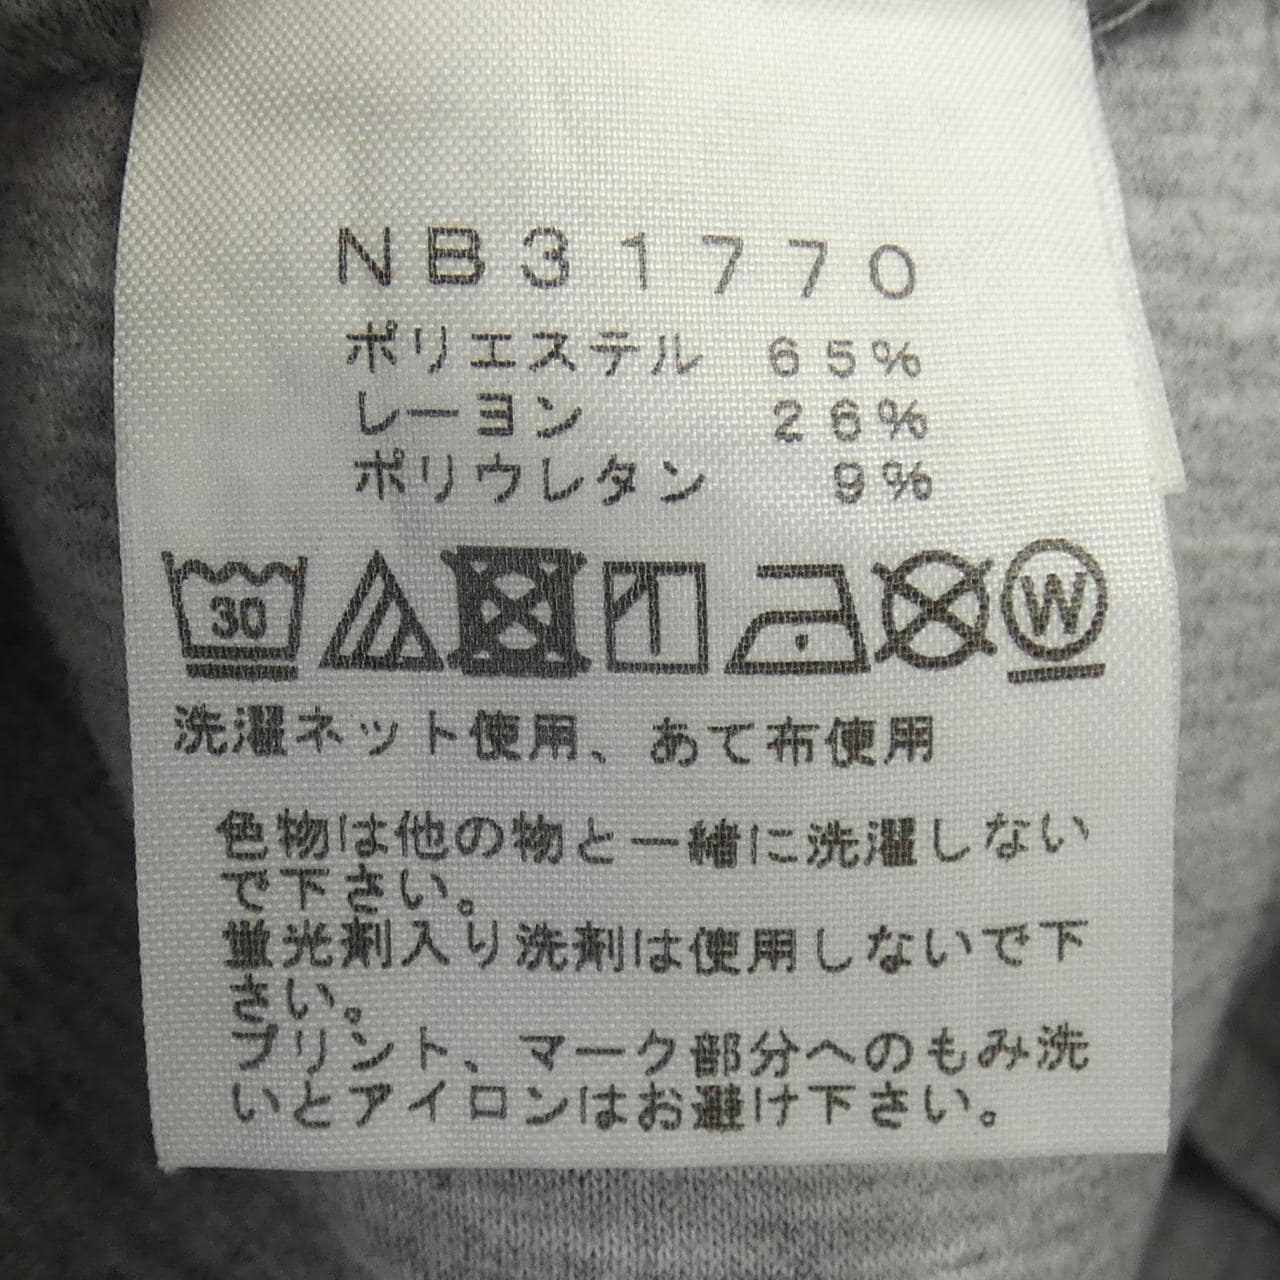 NB31770
ポリエステル 65%
レーヨン 26%
ポリウレタン 9%
30 W
洗濯ネット使用、あて布使用
色物は他の物と一緒に洗濯しない
で下さい。
蛍光剤入り洗剤は使用しないで下
さい。
プリント、マーク部分へのもみ洗
いとアイロンはお避け下さい。